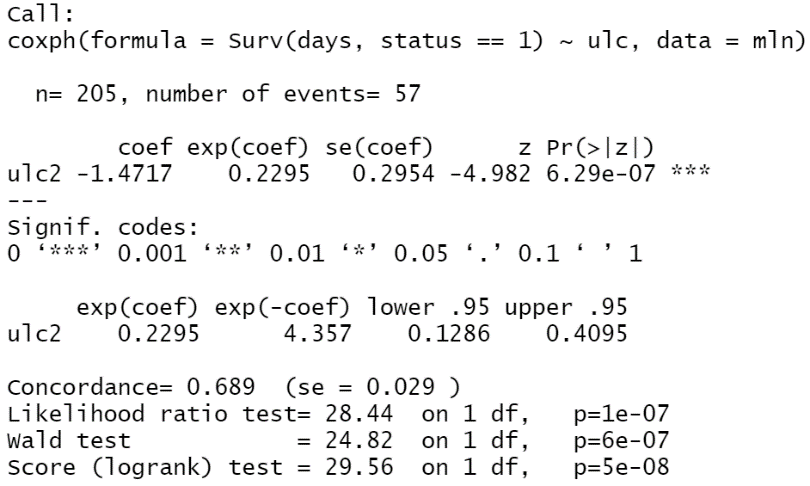 Call:
coxph(formula = Surv(days, status == 1) ~ ulc, data = mln)
n= 205, number of events= 57
coef exp(coef) se(coef) z Pr(>|z|)
ulc2 -1.4717 0.2295 0.2954 -4.982 6.29e-07 ***
---
Signif. codes:
0 ‘***’ 0.001 ‘**’ 0.01 ‘*’ 0.05 ‘.’ 0.1 ‘ ’ 1
exp(coef) exp(-coef) lower .95 upper .95
ulc2 0.2295 4.357 0.1286 0.4095
Concordance= 0.689 (se = 0.029 )
Likelihood ratio test= 28.44 on 1 df, p=1e-07
Wald test = 24.82 on 1 df, p=6e-07
Score (logrank) test = 29.56 on 1 df, p=5e-08